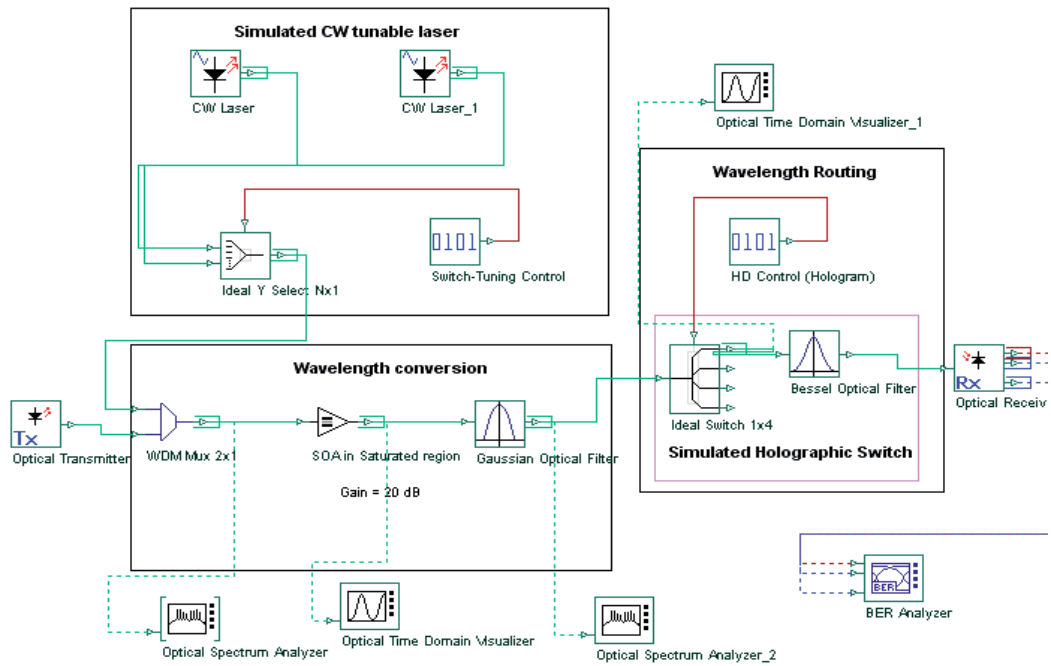 Simulated CW tunable laser
CW Laser
CW Laser_1
0101
Switch-Tuning Control
Ideal Y Select Nx1
Optical Time Domain Visualizer_1
Wavelength Routing
0101
HD Control (Hologram)
Bessel Optical Filter
Ideal Switch 1x4
Simulated Holographic Switch
Rx
Optical Receiv
Wavelength conversion
Tx
Optical Transmitter
WDM Mux 2x1
SOA in Saturated region
Gaussian Optical Filter
Gain = 20 dB
Optical Spectrum Analyzer
Optical Time Domain Visualizer
Optical Spectrum Analyzer_2
BER
BER Analyzer